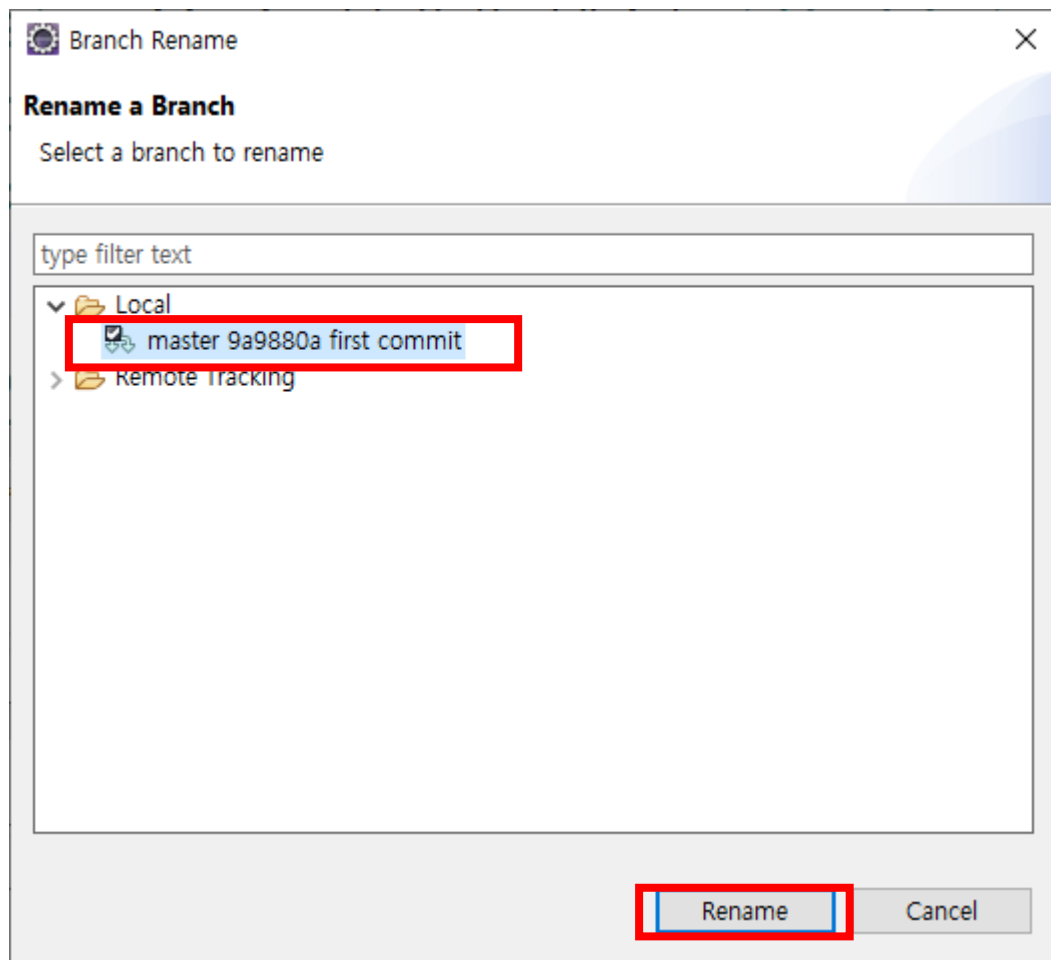 Branch Rename
Rename a Branch
Select a branch to rename
type filter text
Local
master 9a9880a first commit
Remote Tracking
Rename
Cancel